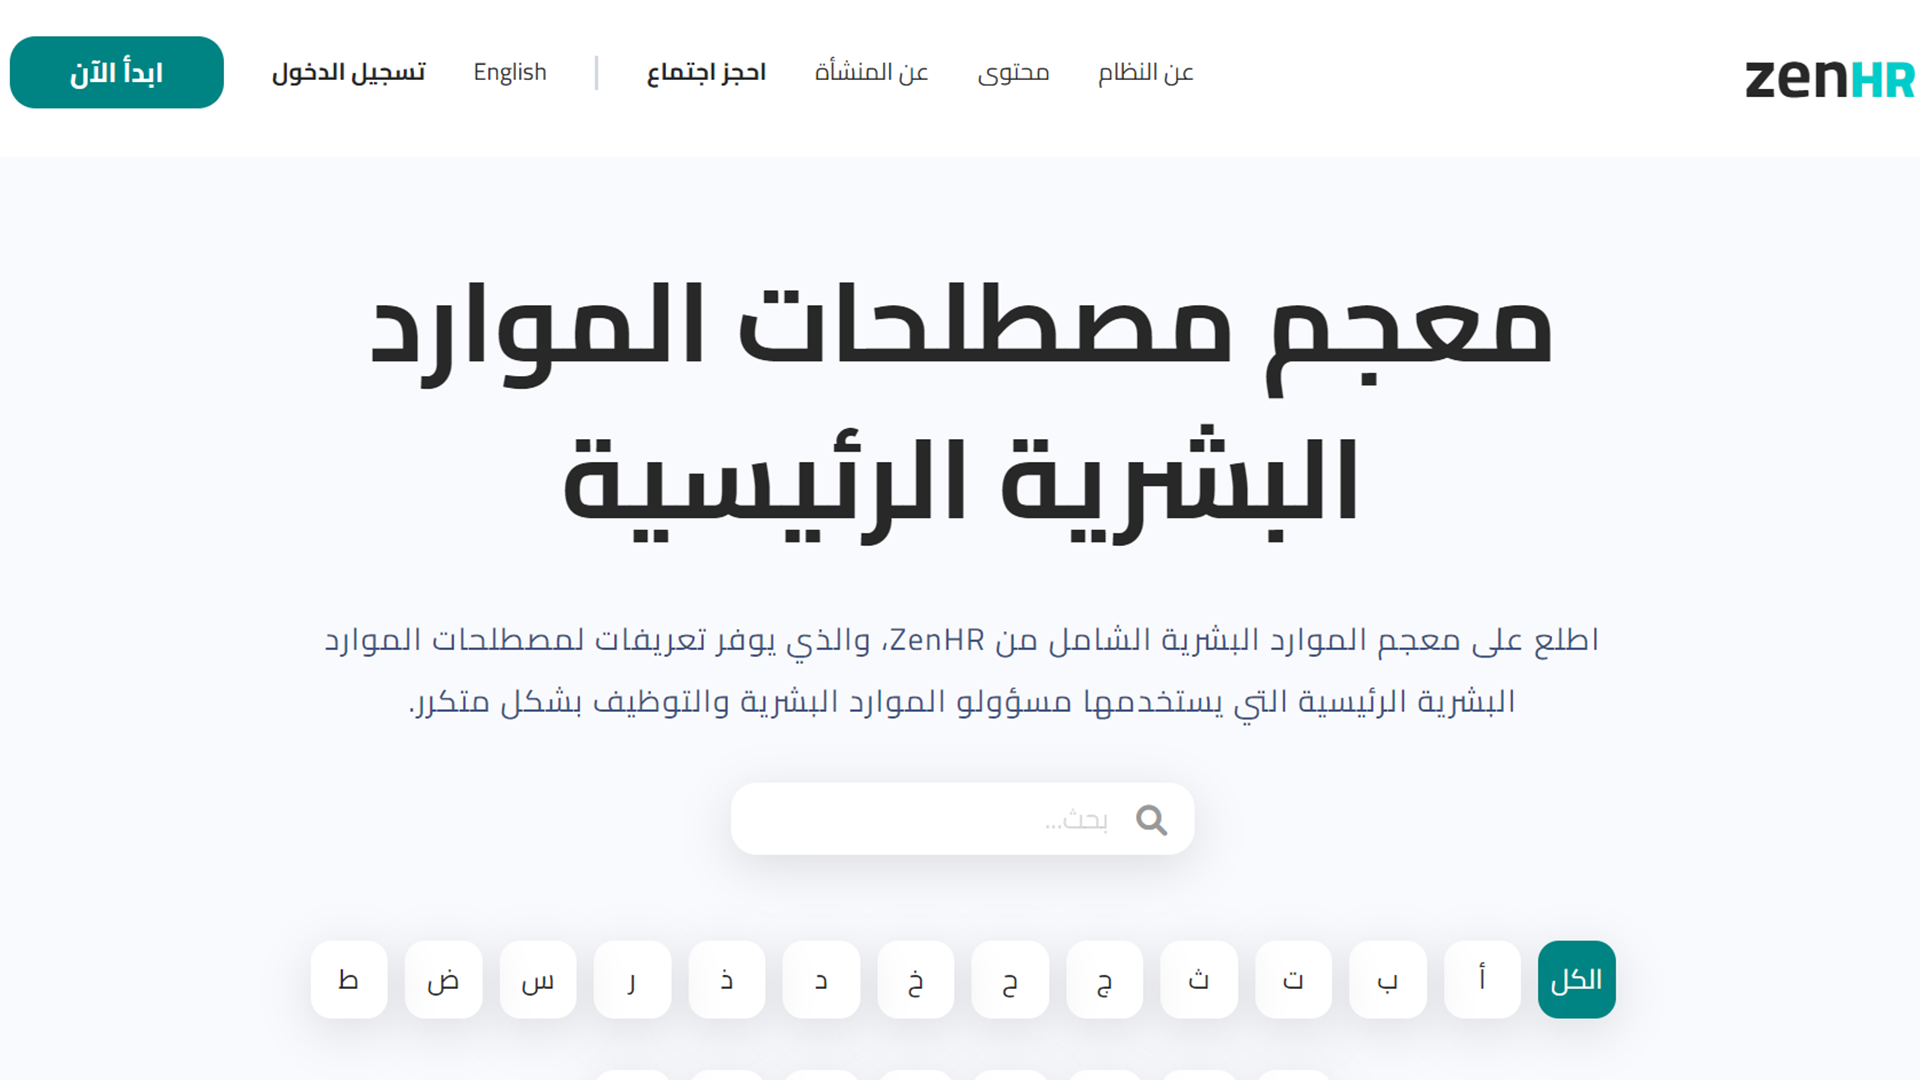 zenHR
عن النظام
محتوى
عن المنشأة
احجز اجتماع
English
تسجيل الدخول
ابدأ الآن
معجم مصطلحات الموارد
البشرية الرئيسية
اطلع على معجم الموارد البشرية الشامل من ZenHR، والذي يوفر تعريفات لمصطلحات الموارد
البشرية الرئيسية التي يستخدمها مسؤولو الموارد البشرية والتوظيف بشكل متكرر.
بحث...
الكل أ ب ت ث ج ح خ د ذ ر س ض ط